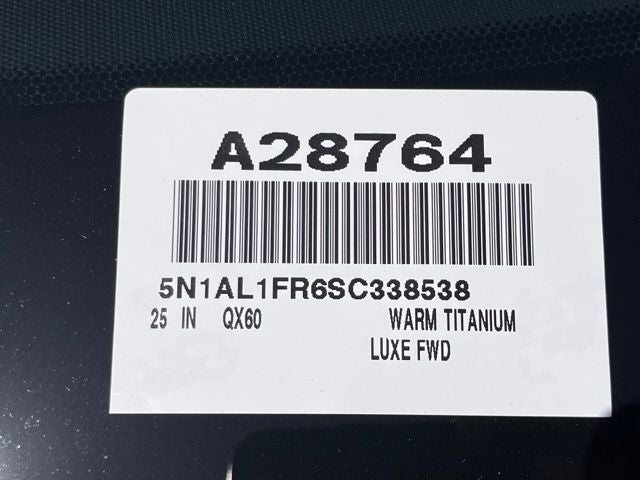 A28764
5N1AL1FR6SC338538
25 IN QX60 WARM TITANIUM
LUXE FWD